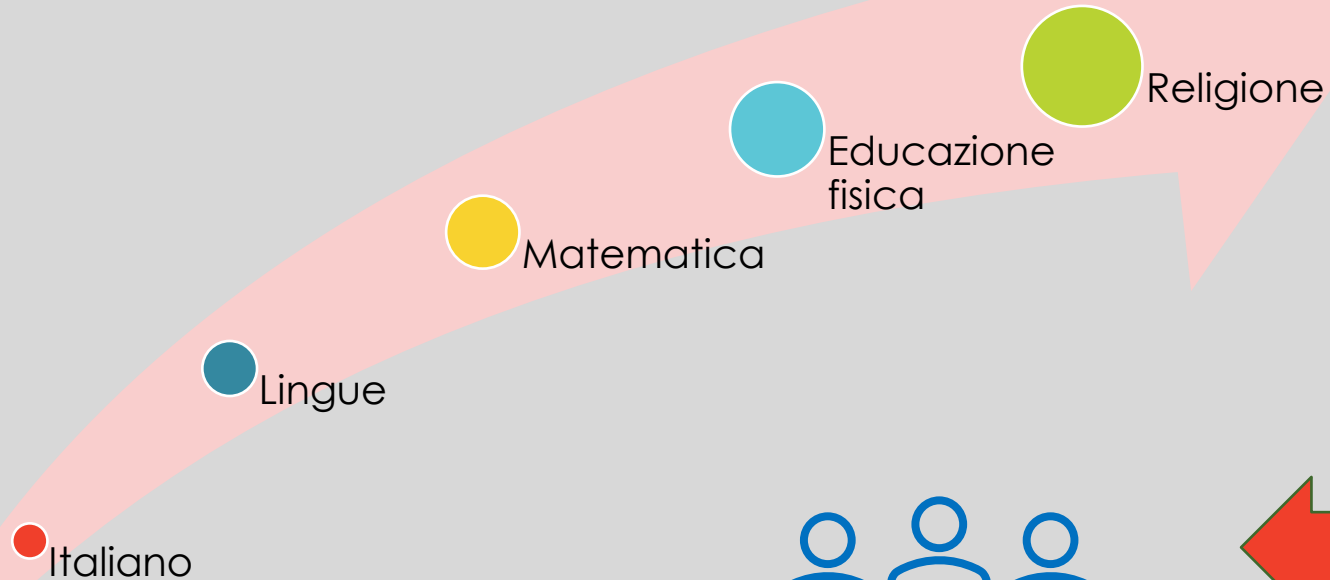 Religione
Educazione
fisica
Matematica
Lingue
Italiano